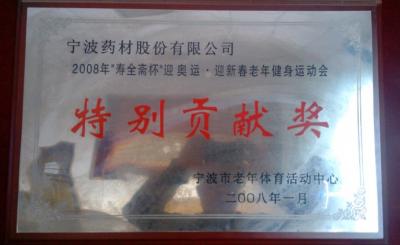 宁波药材股份有限公司
2008年"寿全斋杯"迎奥运·迎新春老年健身运动会
特别贡献奖
宁波市老年体育活动中心
二〇〇八年一月